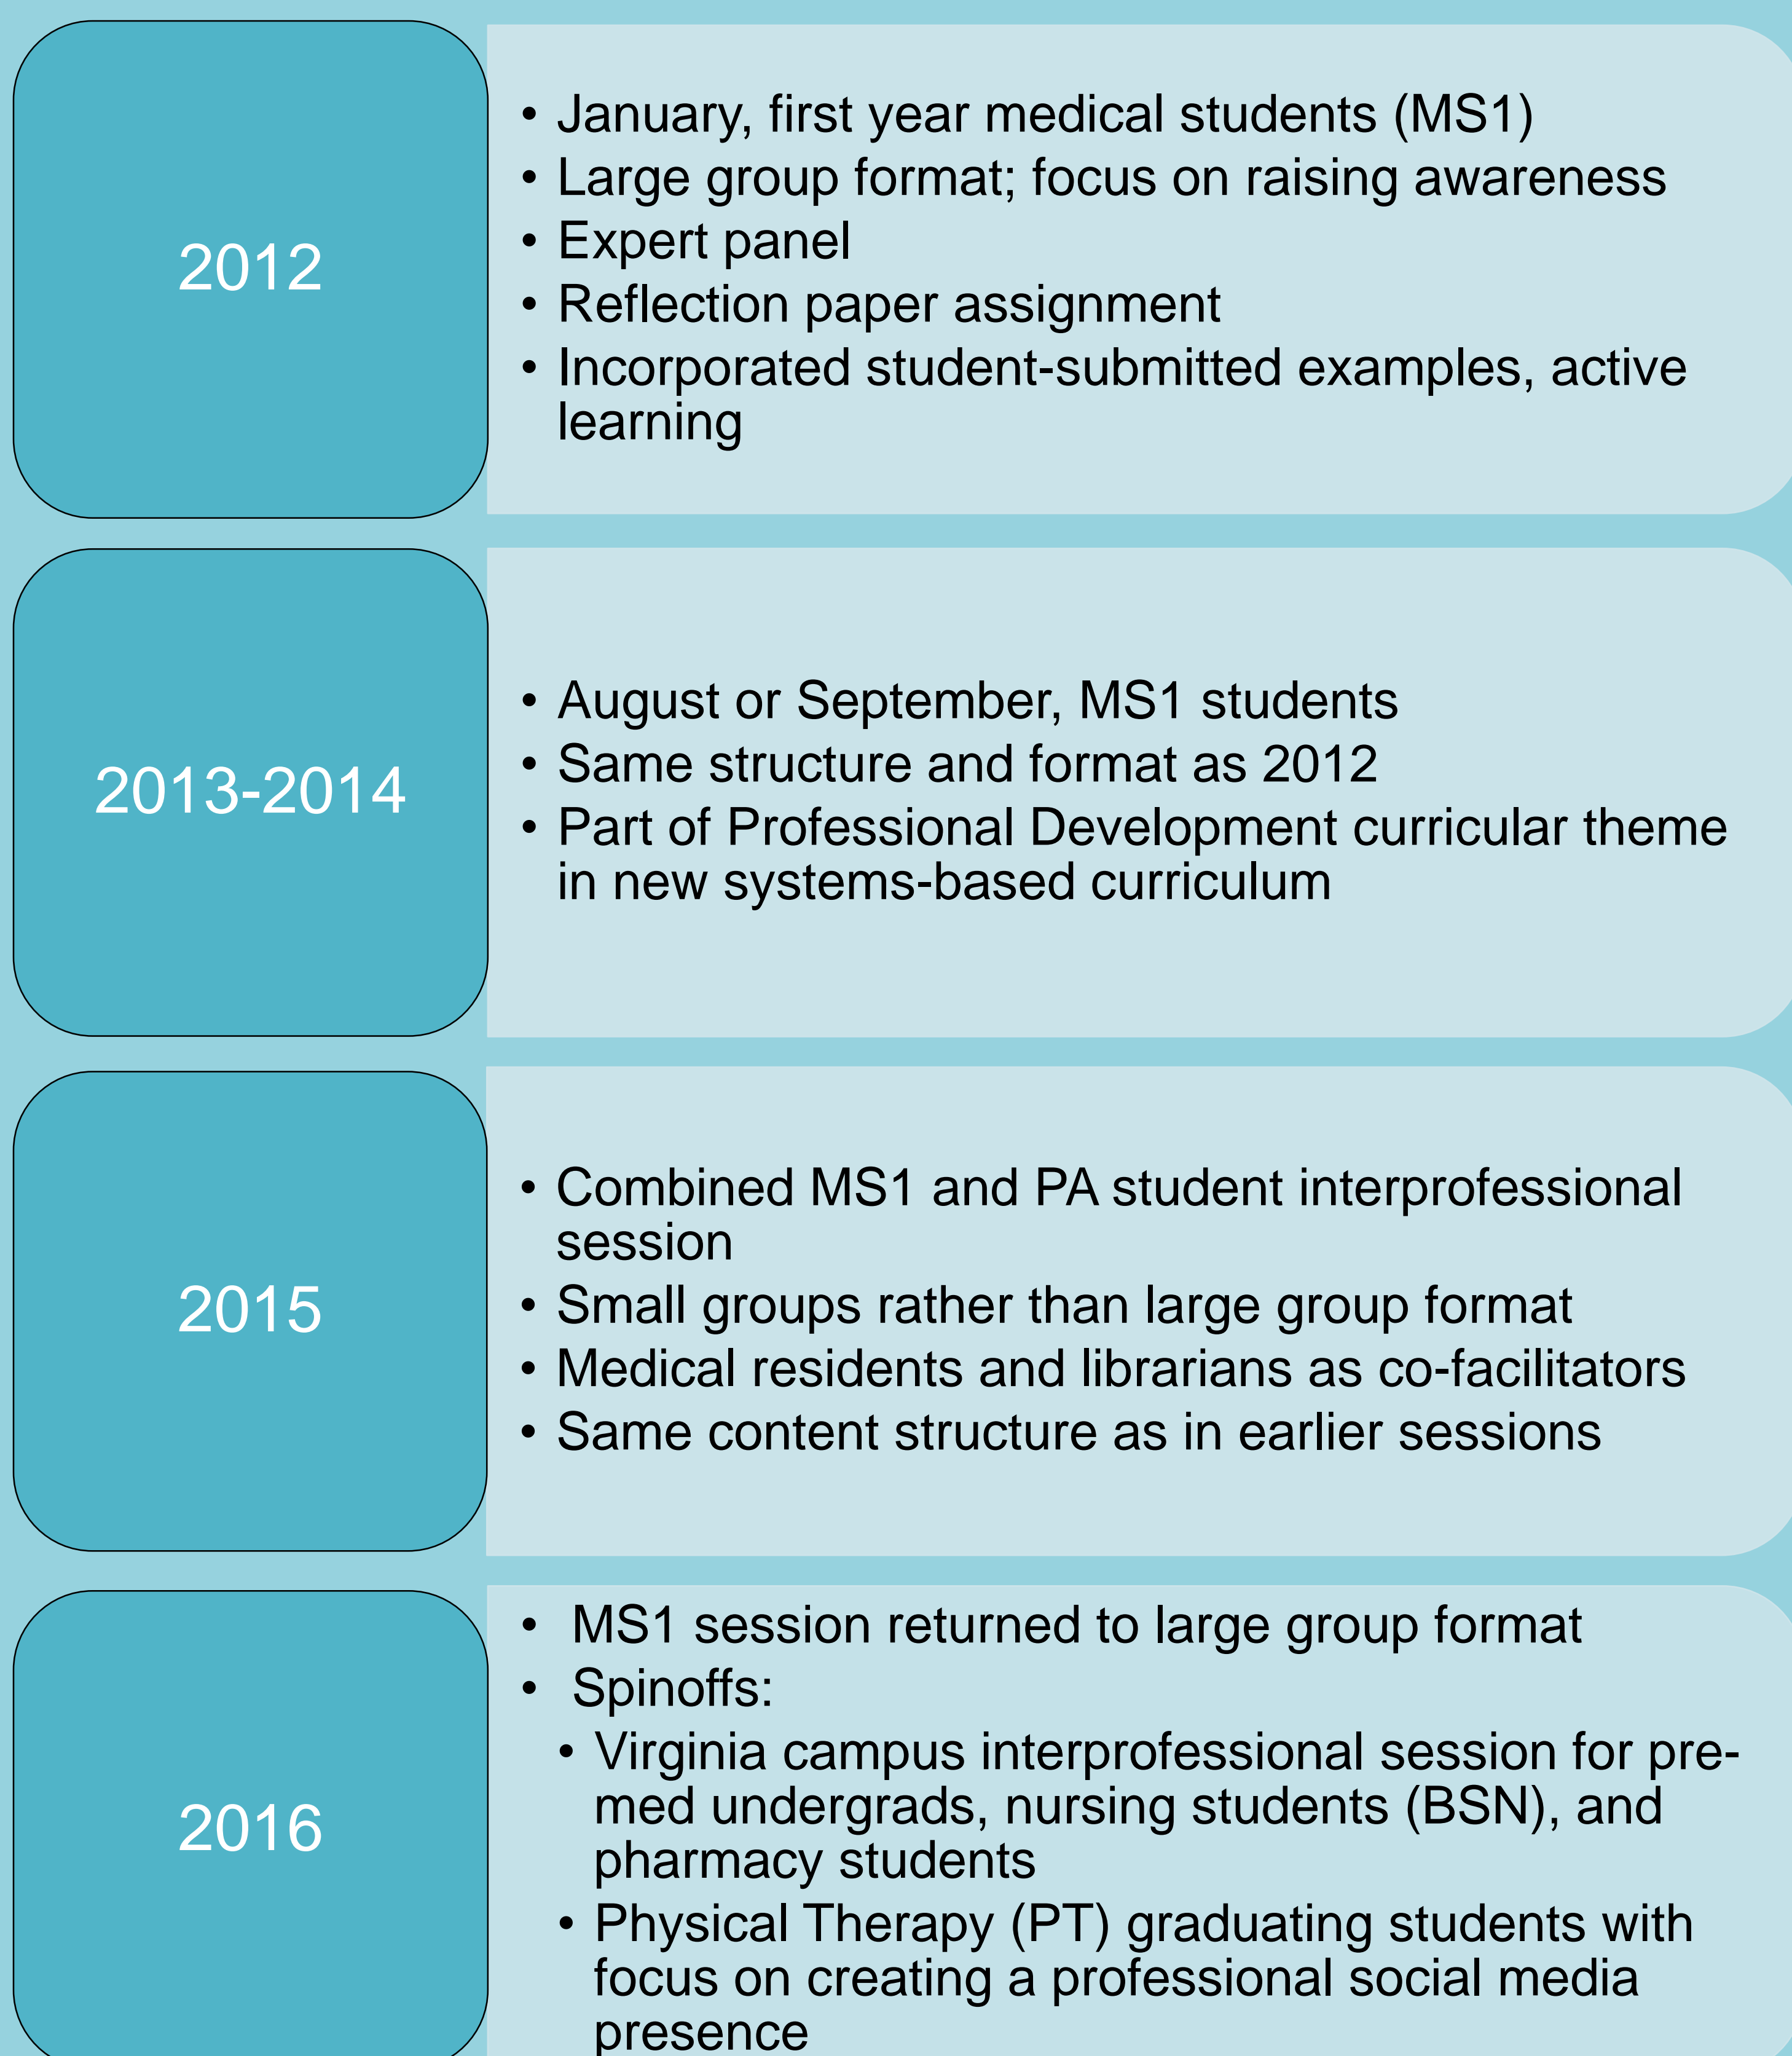 2012
• January, first year medical students (MS1)
• Large group format; focus on raising awareness
• Expert panel
• Reflection paper assignment
• Incorporated student-submitted examples, active
learning
2013-2014
• August or September, MS1 students
• Same structure and format as 2012
• Part of Professional Development curricular theme
in new systems-based curriculum
2015
• Combined MS1 and PA student interprofessional
session
• Small groups rather than large group format
• Medical residents and librarians as co-facilitators
• Same content structure as in earlier sessions
2016
• MS1 session returned to large group format
• Spinoffs:
• Virginia campus interprofessional session for pre-
med undergrads, nursing students (BSN), and
pharmacy students
• Physical Therapy (PT) graduating students with
focus on creating a professional social media
presence